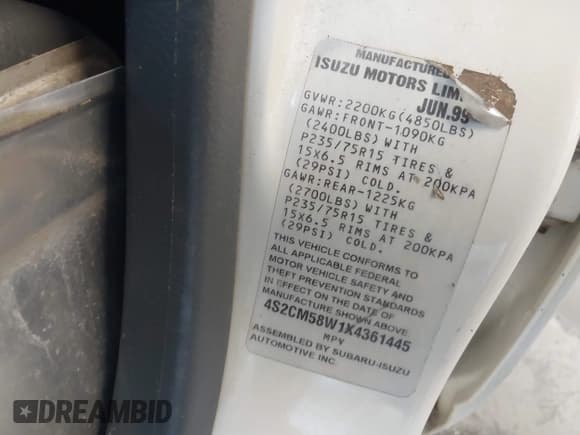 MANUFACTURED
ISUZU MOTORS LIM
JUN.99
GVWR:2200KG(4850LBS)
GAWR:FRONT-1090KG
(2400LBS) WITH
P235/75R15 TIRES &
15X6.5 RIMS AT 200KPA
(29PSI) COLD.
GAWR:REAR-1225KG
(2700LBS) WITH
P235/75R15 TIRES &
15X6.5 RIMS AT 200KPA
(29PSI) COLD.
THIS VEHICLE CONFORMS TO
ALL APPLICABLE FEDERAL
MOTOR VEHICLE SAFETY AND
THEFT PREVENTION STANDARDS
IN EFFECT ON THE DATE OF
MANUFACTURE SHOWN ABOVE
4S2CM58W1X4361445
MPV
ASSEMBLED BY SUBARU-ISUZU
AUTOMOTIVE INC.
DREAMBID